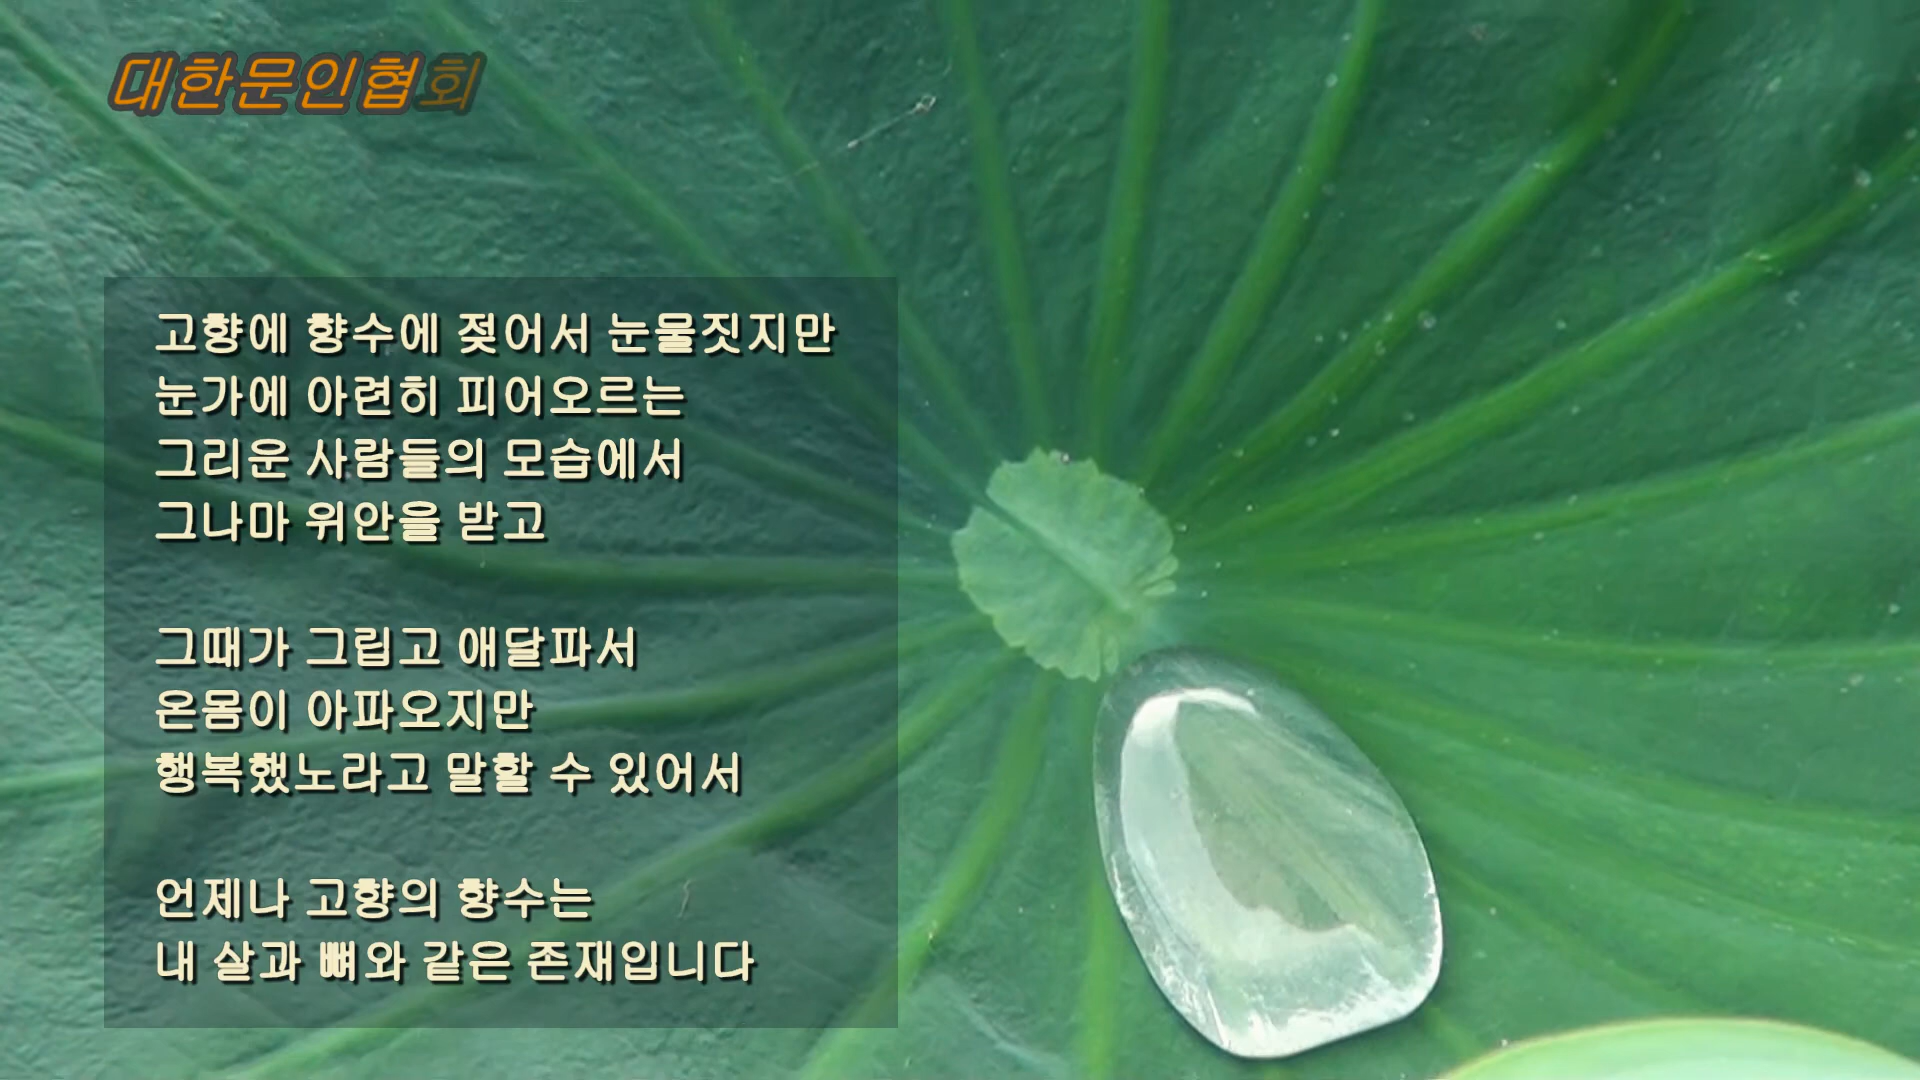 대한문인협회
고향에 향수에 젖어서 눈물짓지만
눈가에 아련히 피어오르는
그리운 사람들의 모습에서
그나마 위안을 받고
그때가 그립고 애달파서
온몸이 아파오지만
행복했노라고 말할 수 있어서
언제나 고향의 향수는
내 살과 뼈와 같은 존재입니다